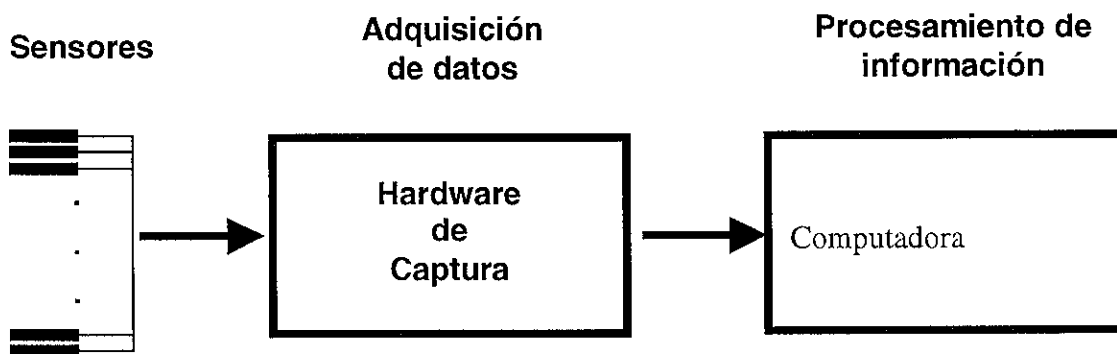 Sensores
Adquisición
de datos
Procesamiento de
información
Hardware
de
Captura
Computadora